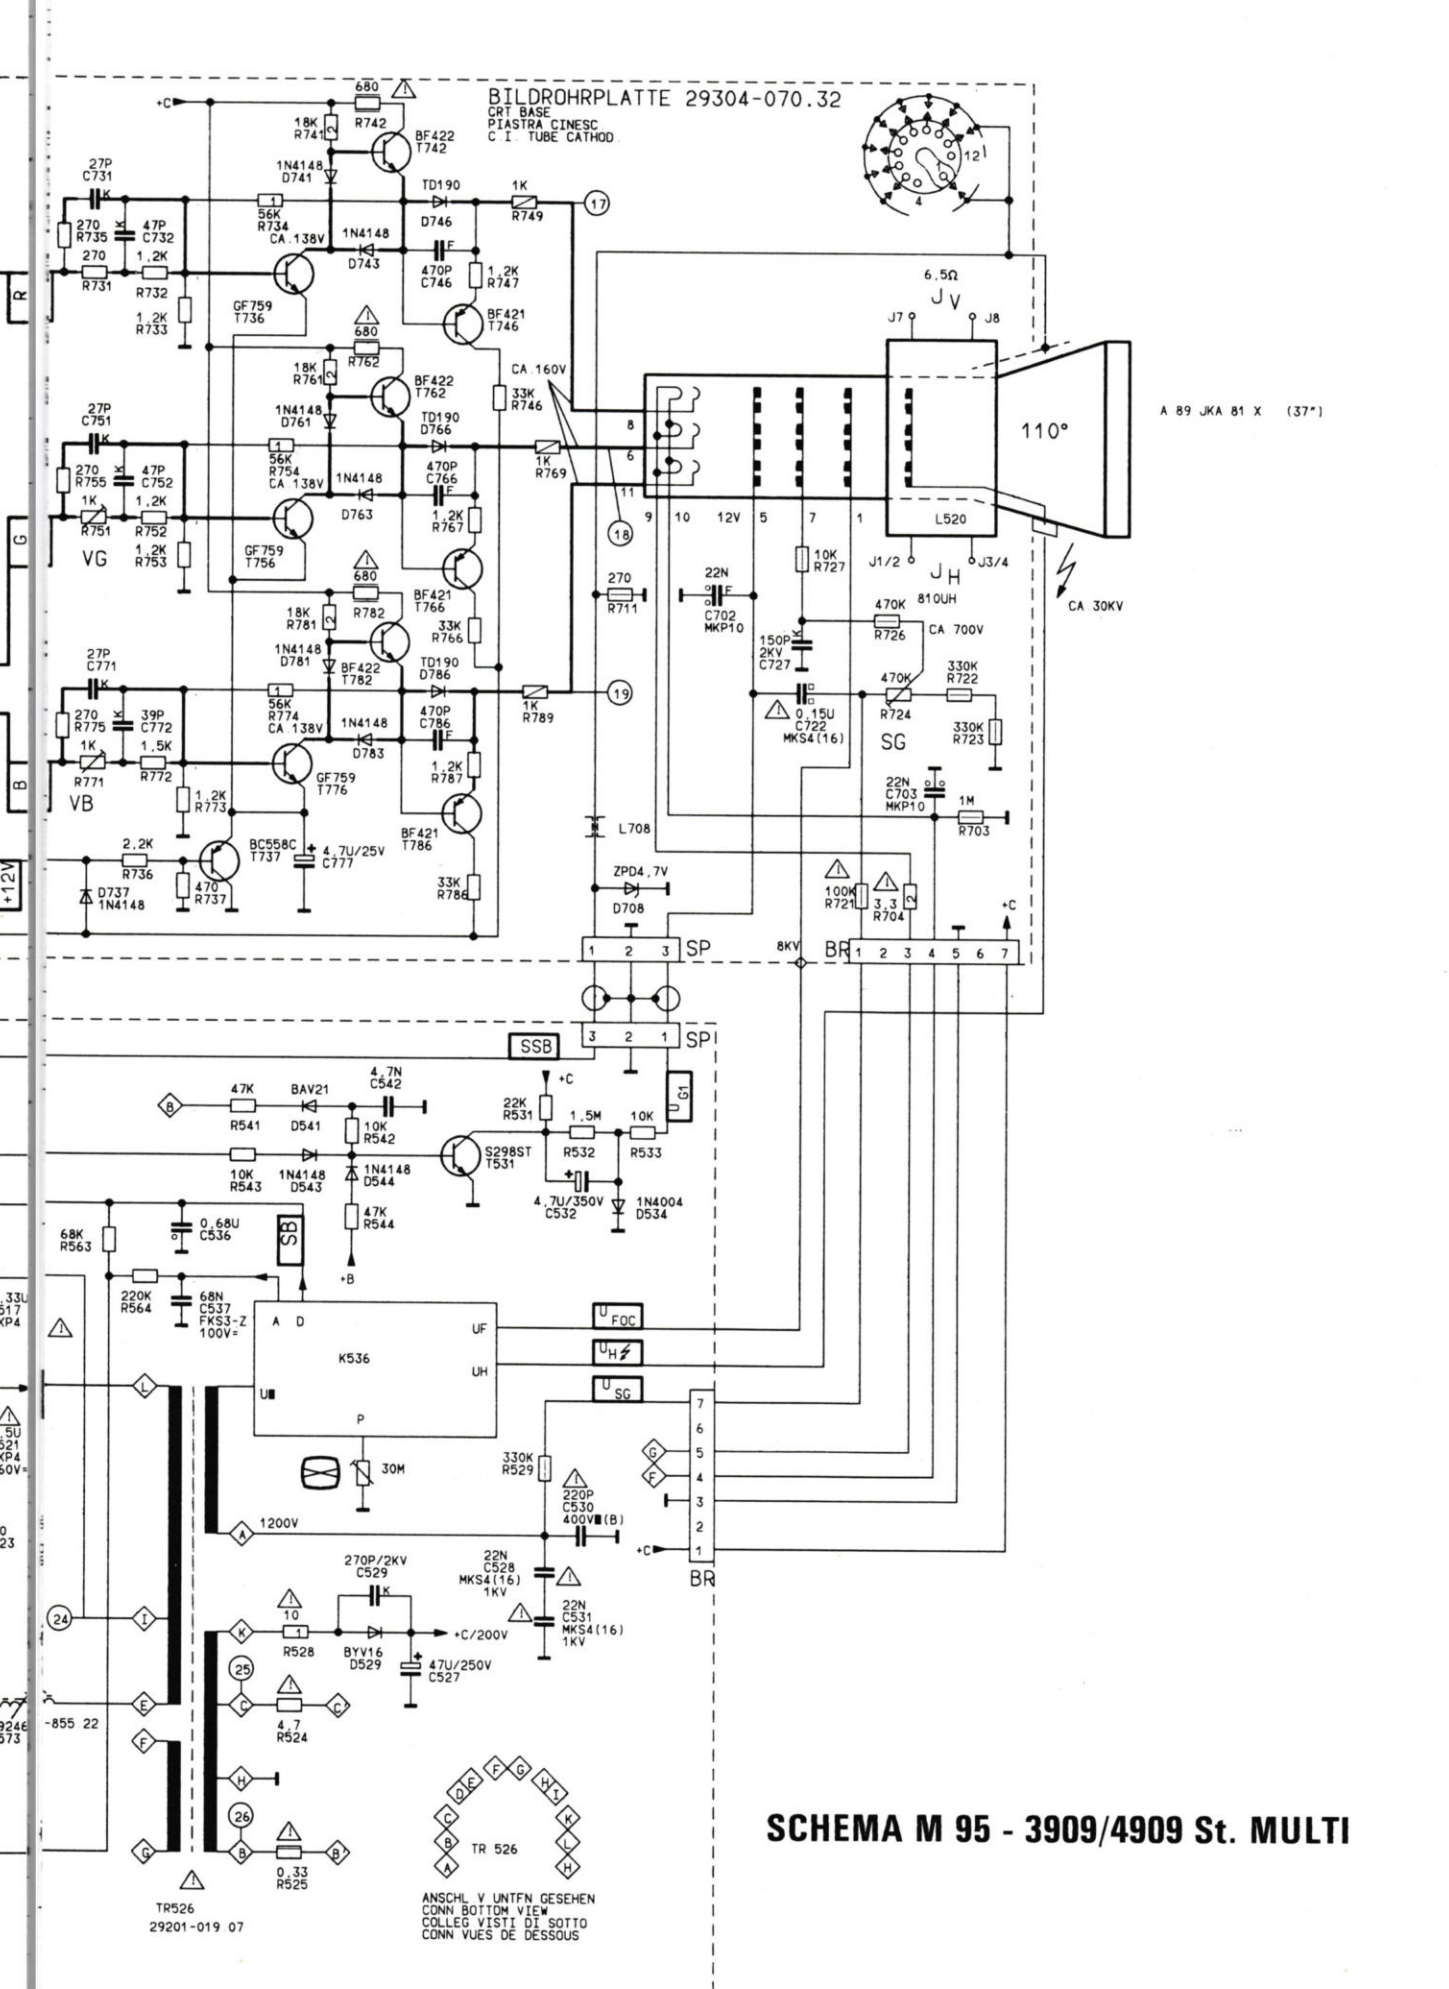 BILDROHRPLATTE 29304-070.32
CRT BASE
PIASTRA CINESC
C.I. TUBE CATHOD
+C
18K
R741
2
680
R742
BF422
T742
1N4148
D741
27P
C731
K
270
R735
47P
C732
K
270
R731
1,2K
R732
1,2K
R733
1
56K
R734
CA.138V
1N4148
D743
GF759
T736
TD190
D746
1K
R749
17
470P
C746
F
1,2K
R747
BF421
T746
33K
R746
CA.160V
R
680
R762
18K
R761
2
BF422
T762
1N4148
D761
27P
C751
K
270
R755
47P
C752
K
1K
R751
1,2K
R752
VG
1,2K
R753
1
56K
R754
CA.138V
1N4148
D763
GF759
T756
TD190
D766
1K
R769
18
470P
C766
F
1,2K
R767
BF421
T766
33K
R766
G
680
R782
18K
R781
2
BF422
T782
1N4148
D781
27P
C771
K
270
R775
39P
C772
K
1K
R771
1,5K
R772
VB
1,2K
R773
1
56K
R774
CA.138V
1N4148
D783
GF759
T776
TD190
D786
1K
R789
19
470P
C786
F
1,2K
R787
BF421
T786
33K
R786
B
+12V
2,2K
R736
D737
1N4148
470
R737
BC558C
T737
4,7U/25V
C777
12
1
4
6,5Ω
JV
J7
J8
8
6
11
9
10
12V
5
7
1
L520
110°
A 89 JKA 81 X (37")
J1/2
J3/4
JH
810UH
CA 30KV
270
R711
22N
C702
MKP10
F
10K
R727
150P
2KV
C727
K
470K
R726
CA 700V
470K
R724
SG
330K
R722
330K
R723
0,15U
C722
MKS4(16)
22N
C703
MKP10
1M
R703
L708
ZPD4,7V
D708
100K
R721
3,3
R704
2
+C
8KV
1 2 3
SP
BR
1 2 3 4 5 6 7
3 2 1
SP
SSB
UG1
+C
22K
R531
1,5M
R532
10K
R533
4,7U/350V
C532
1N4004
D534
B
47K
R541
BAV21
D541
4,7N
C542
10K
R542
10K
R543
1N4148
D543
1N4148
D544
47K
R544
+B
S298ST
T531
0,68U
C536
SB
68K
R563
220K
R564
68N
C537
FKS3-Z
100V=
A D
K536
UF
UH
P
30M
UFOC
UH
USG
7
6
5
4
3
2
1
BR
G
F
+C
330K
R529
220P
C530
22N
C528
MKS4(16)
1KV
22N
C531
MKS4(16)
1KV
L
A
1200V
270P/2KV
C529
K
24
I
K
10
1
R528
BYV16
D529
+C/200V
47U/250V
C527
25
E
C
4,7
R524
C'
-855 22
F
H
26
G
B
0,33
R525
B'
TR526
29201-019 07
A B C D E F G H I K L H
TR 526
ANSCHL V UNTFN GESEHEN
CONN BOTTOM VIEW
COLLEG VISTI DI SOTTO
CONN VUES DE DESSOUS
SCHEMA M 95 - 3909/4909 St. MULTI